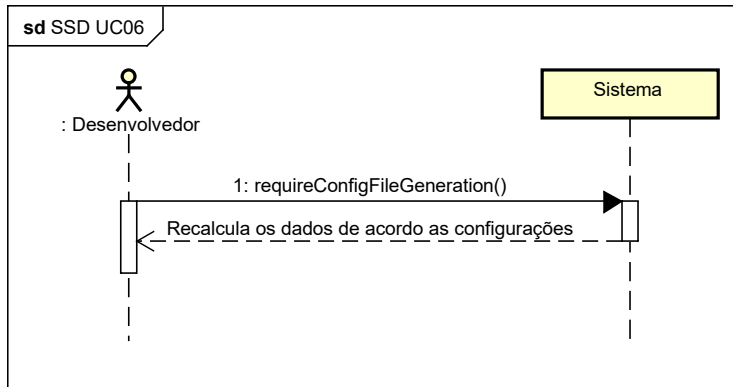 sd SSD UC06
: Desenvolvedor
Sistema
1: requireConfigFileGeneration()
Recalcula os dados de acordo as configurações